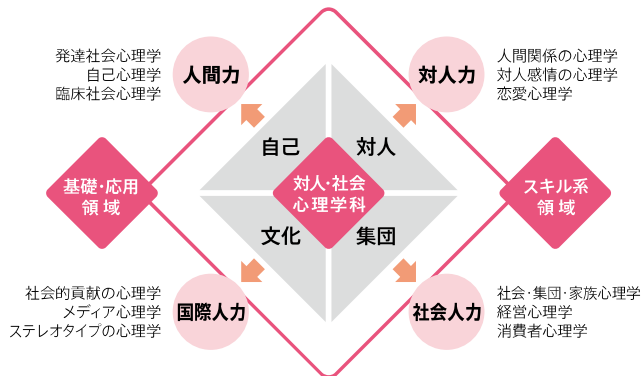 発達社会心理学
自己心理学
臨床社会心理学
人間力
対人力
人間関係の心理学
対人感情の心理学
恋愛心理学
自己
対人
基礎・応用
領域
対人・社会
心理学科
スキル系
領域
文化
集団
社会的貢献の心理学
メディア心理学
ステレオタイプの心理学
国際人力
社会人力
社会・集団・家族心理学
経営心理学
消費者心理学